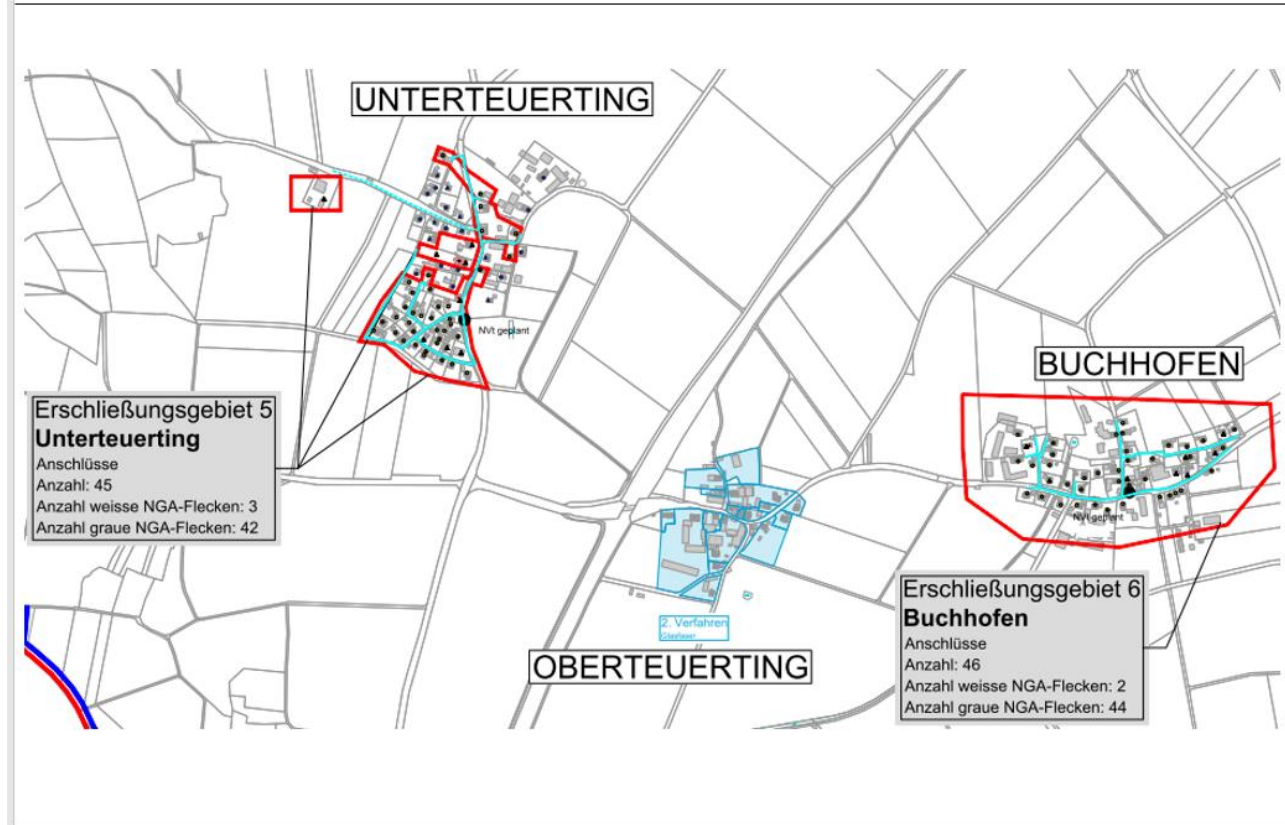 UNTERTEUERTING
NVt geplant
BUCHHOFEN
Erschließungsgebiet 5
Unterteuerting
Anschlüsse
Anzahl: 45
Anzahl weisse NGA-Flecken: 3
Anzahl graue NGA-Flecken: 42
NVt geplant
2. Verfahren
Glasfaser
OBERTEUERTING
Erschließungsgebiet 6
Buchhofen
Anschlüsse
Anzahl: 46
Anzahl weisse NGA-Flecken: 2
Anzahl graue NGA-Flecken: 44